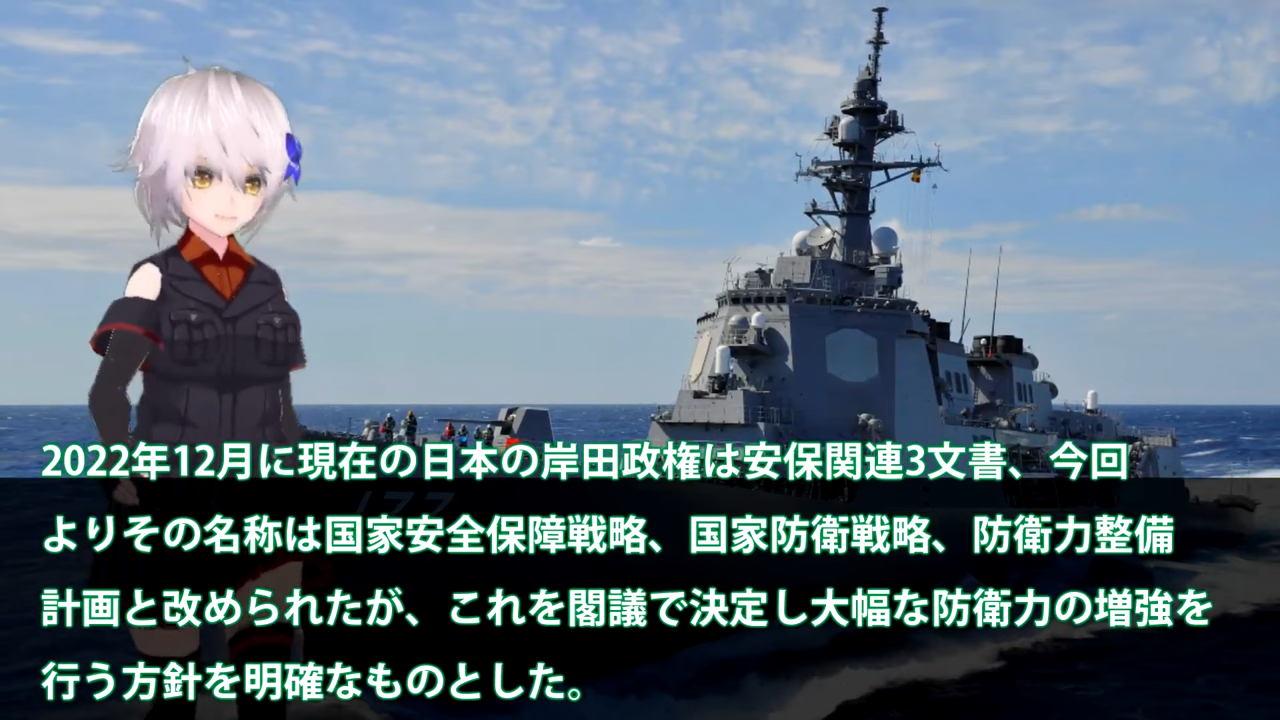 2022年12月に現在の日本の岸田政権は安保関連3文書、今回
よりその名称は国家安全保障戦略、国家防衛戦略、防衛力整備
計画と改められたが、これを閣議で決定し大幅な防衛力の増強を
行う方針を明確なものとした。
177